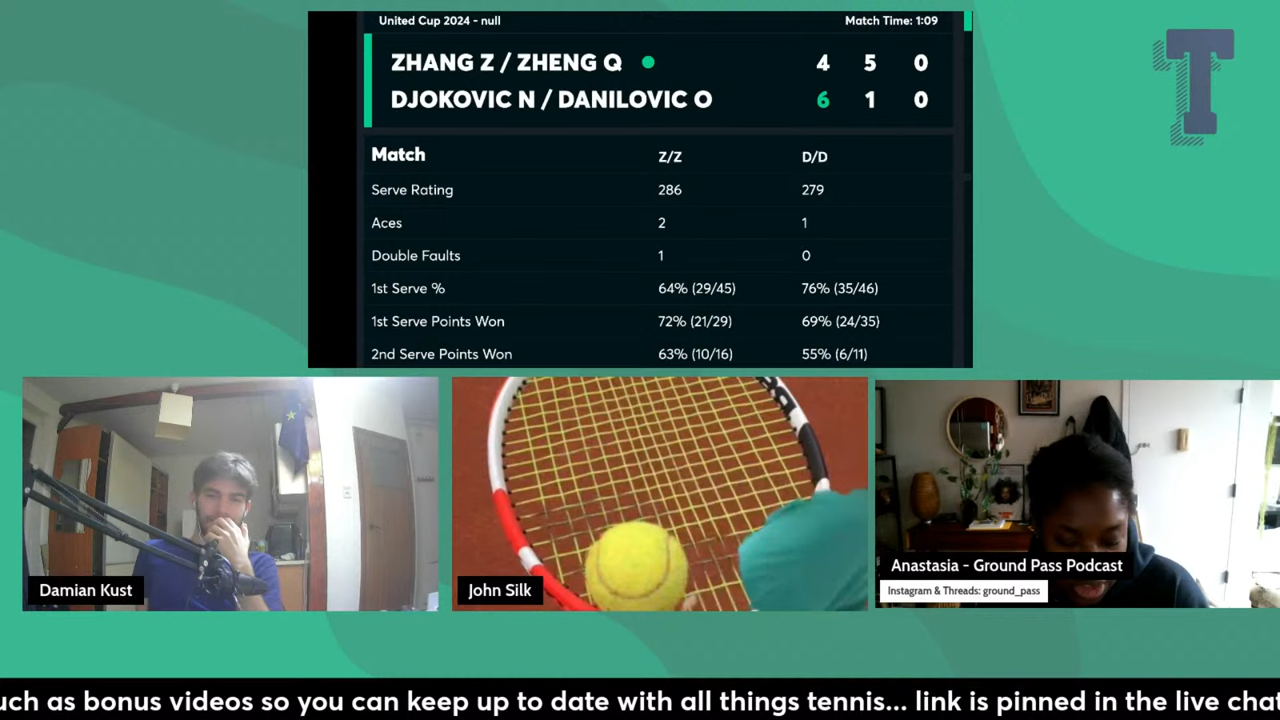 United Cup 2024 - null
Match Time: 1:09
ZHANG Z / ZHENG Q 4 5 0
DJOKOVIC N / DANILOVIC O 6 1 0
Match Z/Z D/D
Serve Rating 286 279
Aces 2 1
Double Faults 1 0
1st Serve % 64% (29/45) 76% (35/46)
1st Serve Points Won 72% (21/29) 69% (24/35)
2nd Serve Points Won 63% (10/16) 55% (6/11)
T
Damian Kust
John Silk
Anastasia - Ground Pass Podcast
Instagram & Threads: ground_pass
uch as bonus videos so you can keep up to date with all things tennis... link is pinned in the live chat